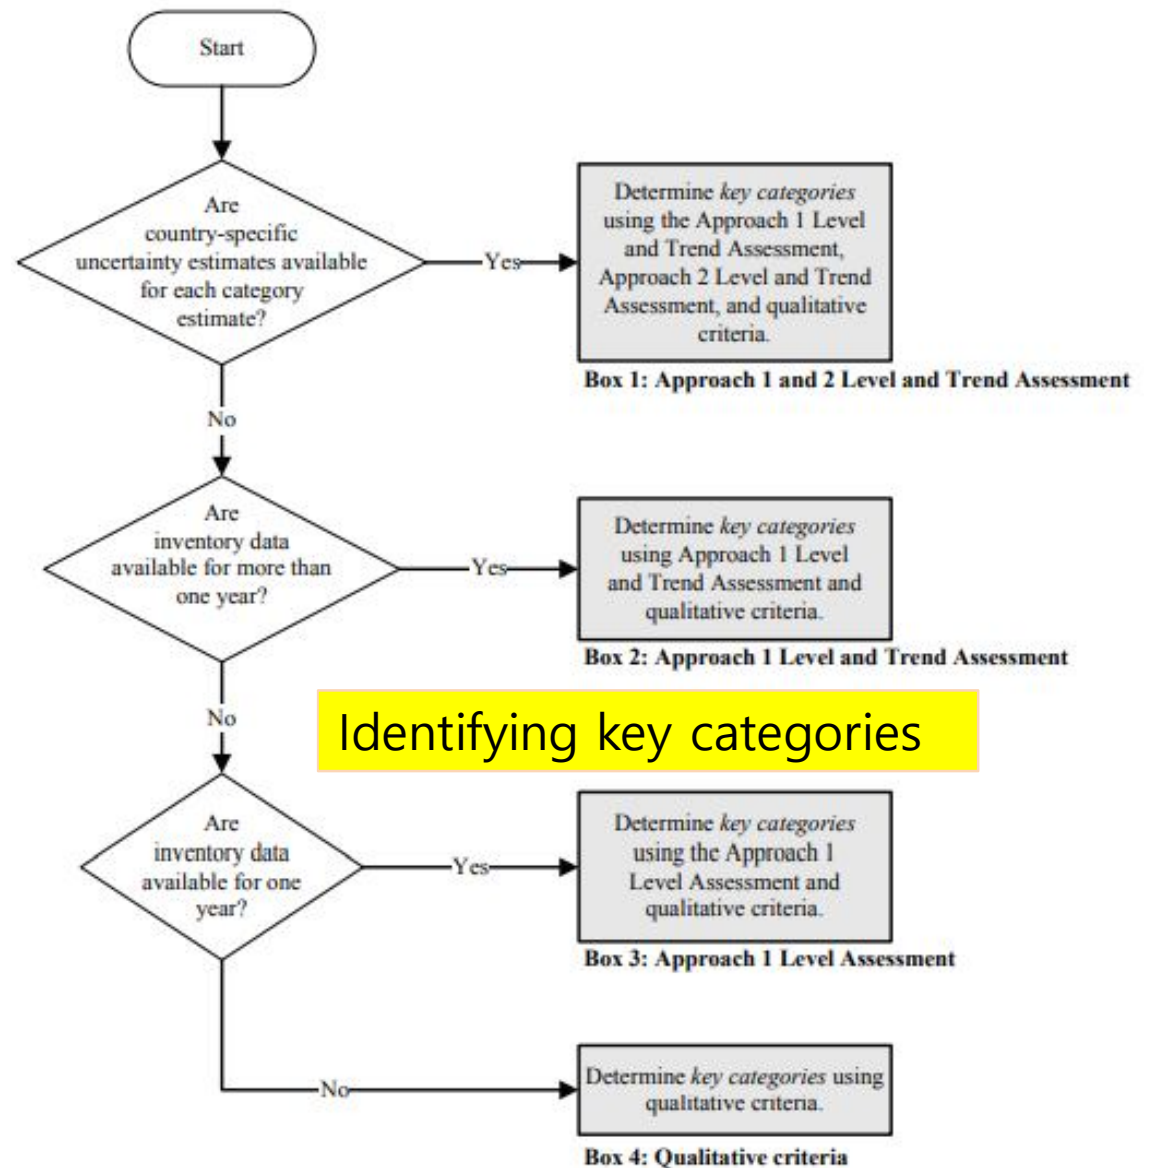 Start
Are
country-specific
uncertainty estimates available
for each category
estimate?
Yes
Determine key categories
using the Approach 1 Level
and Trend Assessment,
Approach 2 Level and Trend
Assessment, and qualitative
criteria.
Box 1: Approach 1 and 2 Level and Trend Assessment
No
Are
inventory data
available for more than
one year?
Yes
Determine key categories
using Approach 1 Level
and Trend Assessment and
qualitative criteria.
Box 2: Approach 1 Level and Trend Assessment
No
Identifying key categories
Are
inventory data
available for one
year?
Yes
Determine key categories
using the Approach 1
Level Assessment and
qualitative criteria.
Box 3: Approach 1 Level Assessment
No
Determine key categories using
qualitative criteria.
Box 4: Qualitative criteria